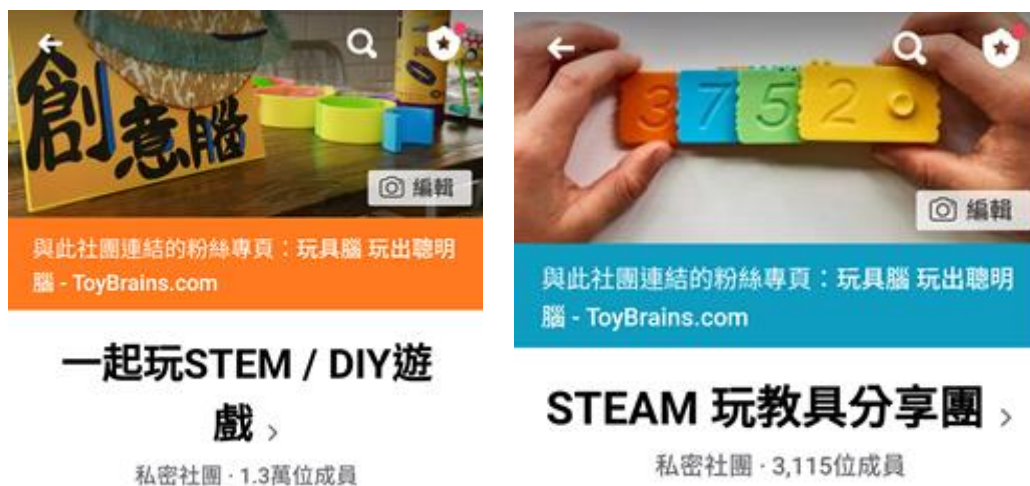 創
意腦
編輯
與此社團連結的粉絲專頁：玩具腦 玩出聰明
腦 - ToyBrains.com
一起玩STEM / DIY遊
戲 >
私密社團 · 1.3萬位成員
3752
編輯
與此社團連結的粉絲專頁：玩具腦 玩出聰明
腦 - ToyBrains.com
STEAM 玩教具分享團 >
私密社團 · 3,115位成員